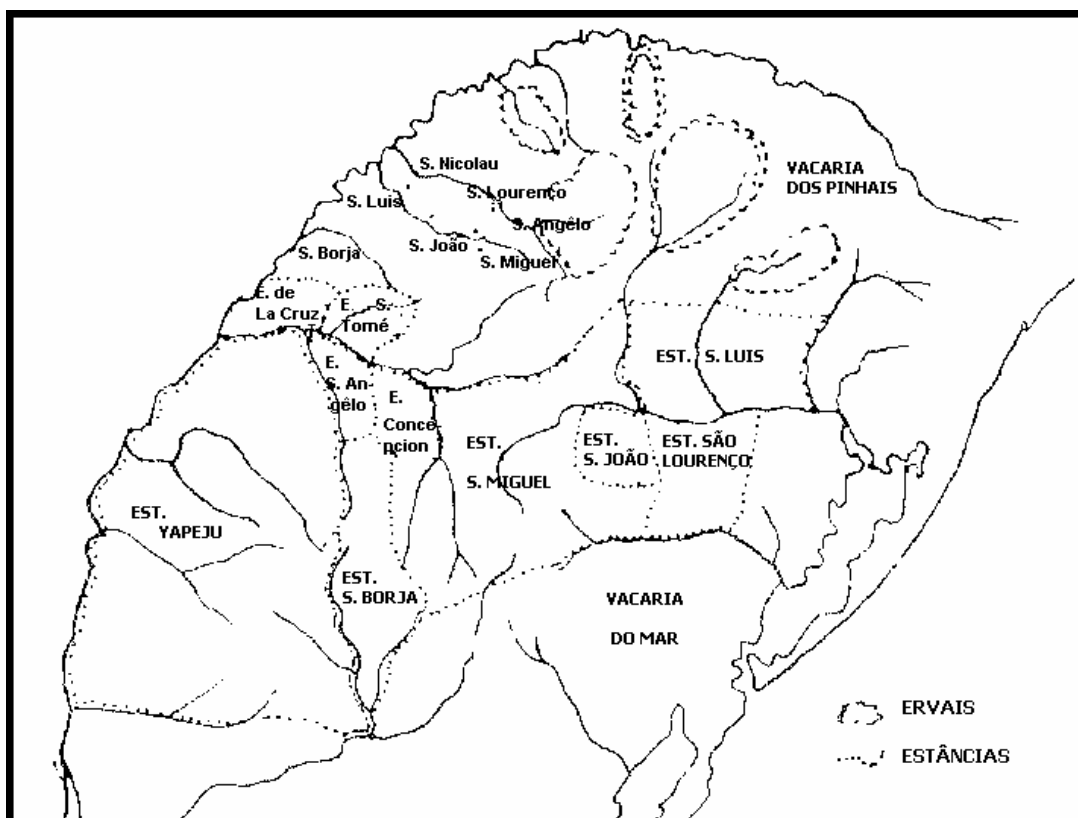 VACARIA
DOS PINHAIS
S. Nicolau
S. Lourenço
S. Luis
S. Angêlo
S. João
S. Miguel
S. Borja
E. de
La Cruz
E. S.
Tomé
EST. S. LUIS
E.
S. An-
gêlo
E.
Conce-
pcion
EST.
S. MIGUEL
EST.
S. JOÃO
EST. SÃO
LOURENÇO
EST.
YAPEJU
EST.
S. BORJA
VACARIA
DO MAR
ERVAIS
ESTÂNCIAS